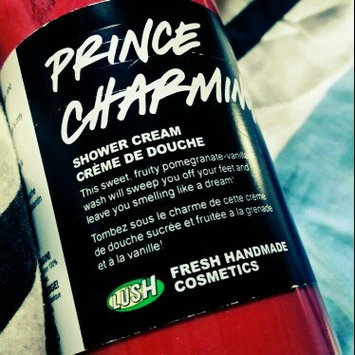 PRINCE
SHOWER CREAM
CRÈME DE DOUCHE
This sweet, fruity pomegranate-vanilla
wash will sweep you off your feet and
leave you smelling like a dream!
Tombez sous le charme de cette crème
de douche sucrée et fruitée à la grenade
et à la vanille!
LUSH
FRESH HANDMADE
COSMETICS